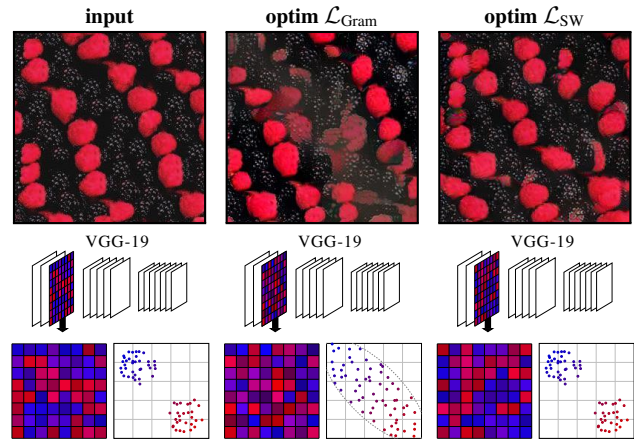 input optim ℒGram optim ℒSW
VGG-19 VGG-19 VGG-19